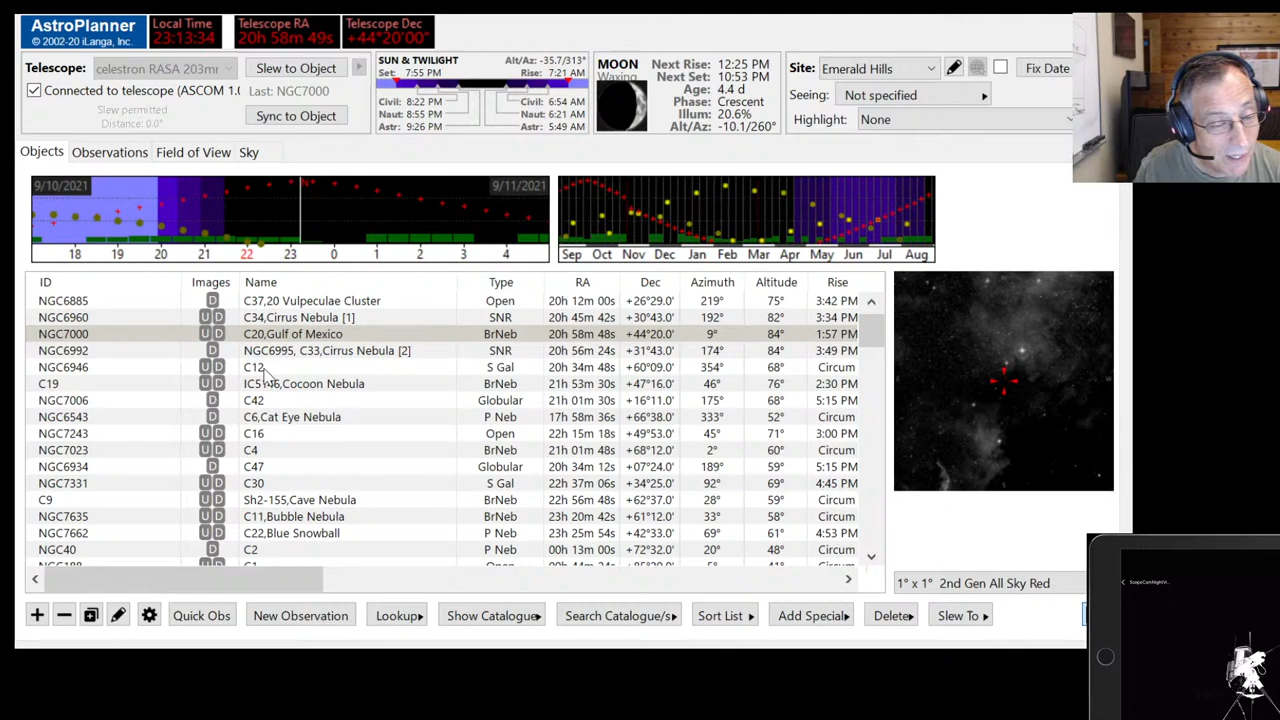 AstroPlanner
© 2002-20 iLanga, Inc.
Local Time
23:13:34
Telescope RA
20h 58m 49s
Telescope Dec
+44°20'00"
Telescope: celestron RASA 203mr Slew to Object
Connected to telescope (ASCOM 1.0 Last: NGC7000
Slew permitted
Distance: 0.0° Sync to Object
SUN & TWILIGHT Alt/Az: -35.7/313°
Set: 7:55 PM Rise: 7:21 AM
Civil: 8:22 PM Civil: 6:54 AM
Naut: 8:55 PM Naut: 6:21 AM
Astr: 9:26 PM Astr: 5:49 AM
MOON
Waxing
Next Rise: 12:25 PM
Next Set: 10:53 PM
Age: 4.4 d
Phase: Crescent
Illum: 20.6%
Alt/Az: -10.1/260°
Site: Emerald Hills Fix Date
Seeing: Not specified
Highlight: None
Objects Observations Field of View Sky
9/10/2021 9/11/2021
18 19 20 21 22 23 0 1 2 3 4
Sep Oct Nov Dec Jan Feb Mar Apr May Jun Jul Aug
ID Images Name Type RA Dec Azimuth Altitude Rise
NGC6885 D C37,20 Vulpeculae Cluster Open 20h 12m 00s +26°29.0' 219° 75° 3:42 PM
NGC6960 U D C34,Cirrus Nebula [1] SNR 20h 45m 42s +30°43.0' 192° 82° 3:34 PM
NGC7000 U D C20,Gulf of Mexico BrNeb 20h 58m 48s +44°20.0' 9° 84° 1:57 PM
NGC6992 D NGC6995, C33,Cirrus Nebula [2] SNR 20h 56m 24s +31°43.0' 174° 84° 3:49 PM
NGC6946 U D C12 S Gal 20h 34m 48s +60°09.0' 354° 68° Circum
C19 U D IC5146,Cocoon Nebula BrNeb 21h 53m 30s +47°16.0' 46° 76° 2:30 PM
NGC7006 U D C42 Globular 21h 01m 30s +16°11.0' 175° 68° 5:15 PM
NGC6543 U D C6,Cat Eye Nebula P Neb 17h 58m 36s +66°38.0' 333° 52° Circum
NGC7243 U D C16 Open 22h 15m 18s +49°53.0' 45° 71° 3:00 PM
NGC7023 U D C4 BrNeb 21h 01m 48s +68°12.0' 2° 60° Circum
NGC6934 D C47 Globular 20h 34m 12s +07°24.0' 189° 59° 5:15 PM
NGC7331 U D C30 S Gal 22h 37m 06s +34°25.0' 92° 69° 4:45 PM
C9 U D Sh2-155,Cave Nebula BrNeb 22h 56m 48s +62°37.0' 28° 59° Circum
NGC7635 U D C11,Bubble Nebula BrNeb 23h 20m 42s +61°12.0' 33° 58° Circum
NGC7662 U D C22,Blue Snowball P Neb 23h 25m 54s +42°33.0' 69° 61° 4:53 PM
NGC40 D C2 P Neb 00h 13m 00s +72°32.0' 20° 48° Circum
1° x 1° 2nd Gen All Sky Red
Quick Obs New Observation Lookup Show Catalogue Search Catalogue/s Sort List Add Special Delete Slew To